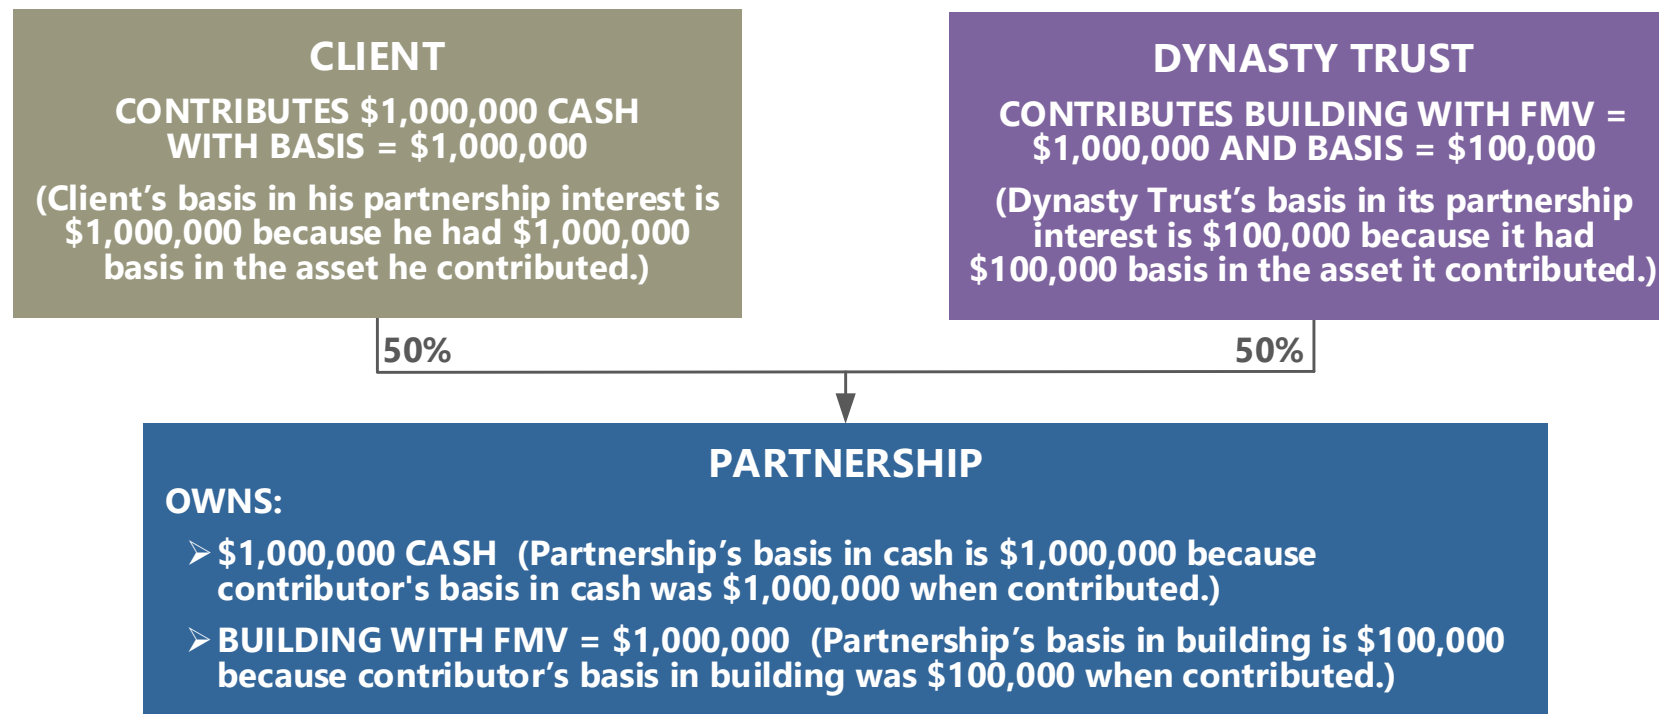 CLIENT
CONTRIBUTES $1,000,000 CASH
WITH BASIS = $1,000,000
(Client’s basis in his partnership interest is
$1,000,000 because he had $1,000,000
basis in the asset he contributed.)
DYNASTY TRUST
CONTRIBUTES BUILDING WITH FMV =
$1,000,000 AND BASIS = $100,000
(Dynasty Trust’s basis in its partnership
interest is $100,000 because it had
$100,000 basis in the asset it contributed.)
50%
50%
PARTNERSHIP
OWNS:
➢ $1,000,000 CASH (Partnership’s basis in cash is $1,000,000 because
contributor's basis in cash was $1,000,000 when contributed.)
➢ BUILDING WITH FMV = $1,000,000 (Partnership’s basis in building is $100,000
because contributor’s basis in building was $100,000 when contributed.)